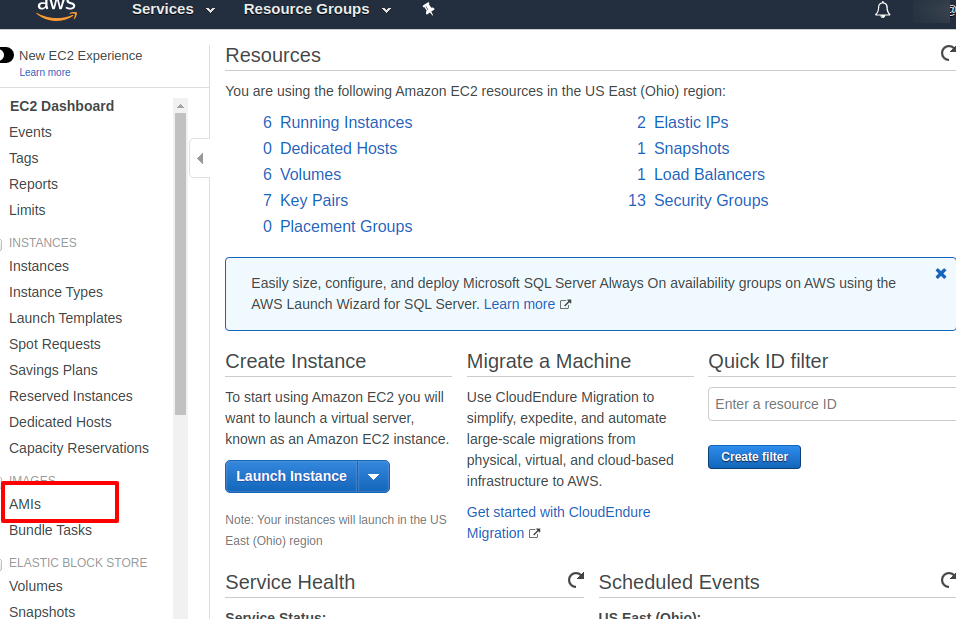 aws Services Resource Groups
New EC2 Experience
Learn more
EC2 Dashboard
Events
Tags
Reports
Limits
INSTANCES
Instances
Instance Types
Launch Templates
Spot Requests
Savings Plans
Reserved Instances
Dedicated Hosts
Capacity Reservations
IMAGES
AMIs
Bundle Tasks
ELASTIC BLOCK STORE
Volumes
Snapshots
Resources
You are using the following Amazon EC2 resources in the US East (Ohio) region:
6 Running Instances
0 Dedicated Hosts
6 Volumes
7 Key Pairs
0 Placement Groups
2 Elastic IPs
1 Snapshots
1 Load Balancers
13 Security Groups
Easily size, configure, and deploy Microsoft SQL Server Always On availability groups on AWS using the
AWS Launch Wizard for SQL Server. Learn more
Create Instance
To start using Amazon EC2 you will
want to launch a virtual server,
known as an Amazon EC2 instance.
Launch Instance
Note: Your instances will launch in the US
East (Ohio) region
Migrate a Machine
Use CloudEndure Migration to
simplify, expedite, and automate
large-scale migrations from
physical, virtual, and cloud-based
infrastructure to AWS.
Get started with CloudEndure
Migration
Quick ID filter
Enter a resource ID
Create filter
Service Health
Service Status:
Scheduled Events
US East (Ohio):